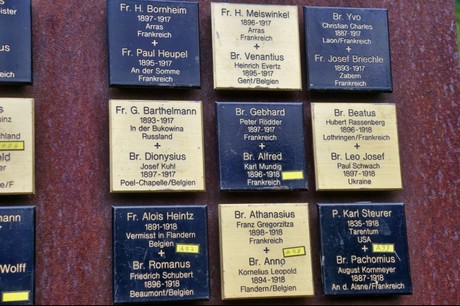 Fr. H. Bornheim
1897-1917
Arras
Frankreich
+
Fr. Paul Heupel
1895-1917
An der Somme
Frankreich
Fr. H. Meiswinkel
1896-1917
Arras
Frankreich
+
Br. Venantius
Heinrich Evertz
1895-1916
Gent/Belgien
Br. Yvo
Christian Charles
1887-1917
Laon/Frankreich
+
Fr. Josef Briechle
1893-1917
Zabern
Frankreich
Fr. G. Barthelmann
1893-1917
In der Bukowina
Russland
+
Br. Dionysius
Josef Kuhl
1897-1917
Poel-Chapelle/Belgien
Br. Gebhard
Peter Rödder
1897-1917
Frankreich
+
Br. Alfred
Karl Mundig
1896-1918
Frankreich
Br. Beatus
Hubert Rassenberg
1896-1918
Lothringen/Frankreich
+
Br. Leo Josef
Paul Schwach
1897-1918
Ukraine
Fr. Alois Heintz
1891-1918
Vermisst in Flandern
Belgien
+
Br. Romanus
Friedrich Schubert
1896-1918
Beaumont/Belgien
Br. Athanasius
Franz Gregorzitza
1898-1918
Frankreich
+
Br. Anno
Kornelius Leopold
1894-1918
Flandern/Belgien
P. Karl Steurer
1835-1918
Tarentum
USA
+
Br. Pachomius
August Kornmeyer
1887-1918
An d. Aisne/Frankreich
Wolff